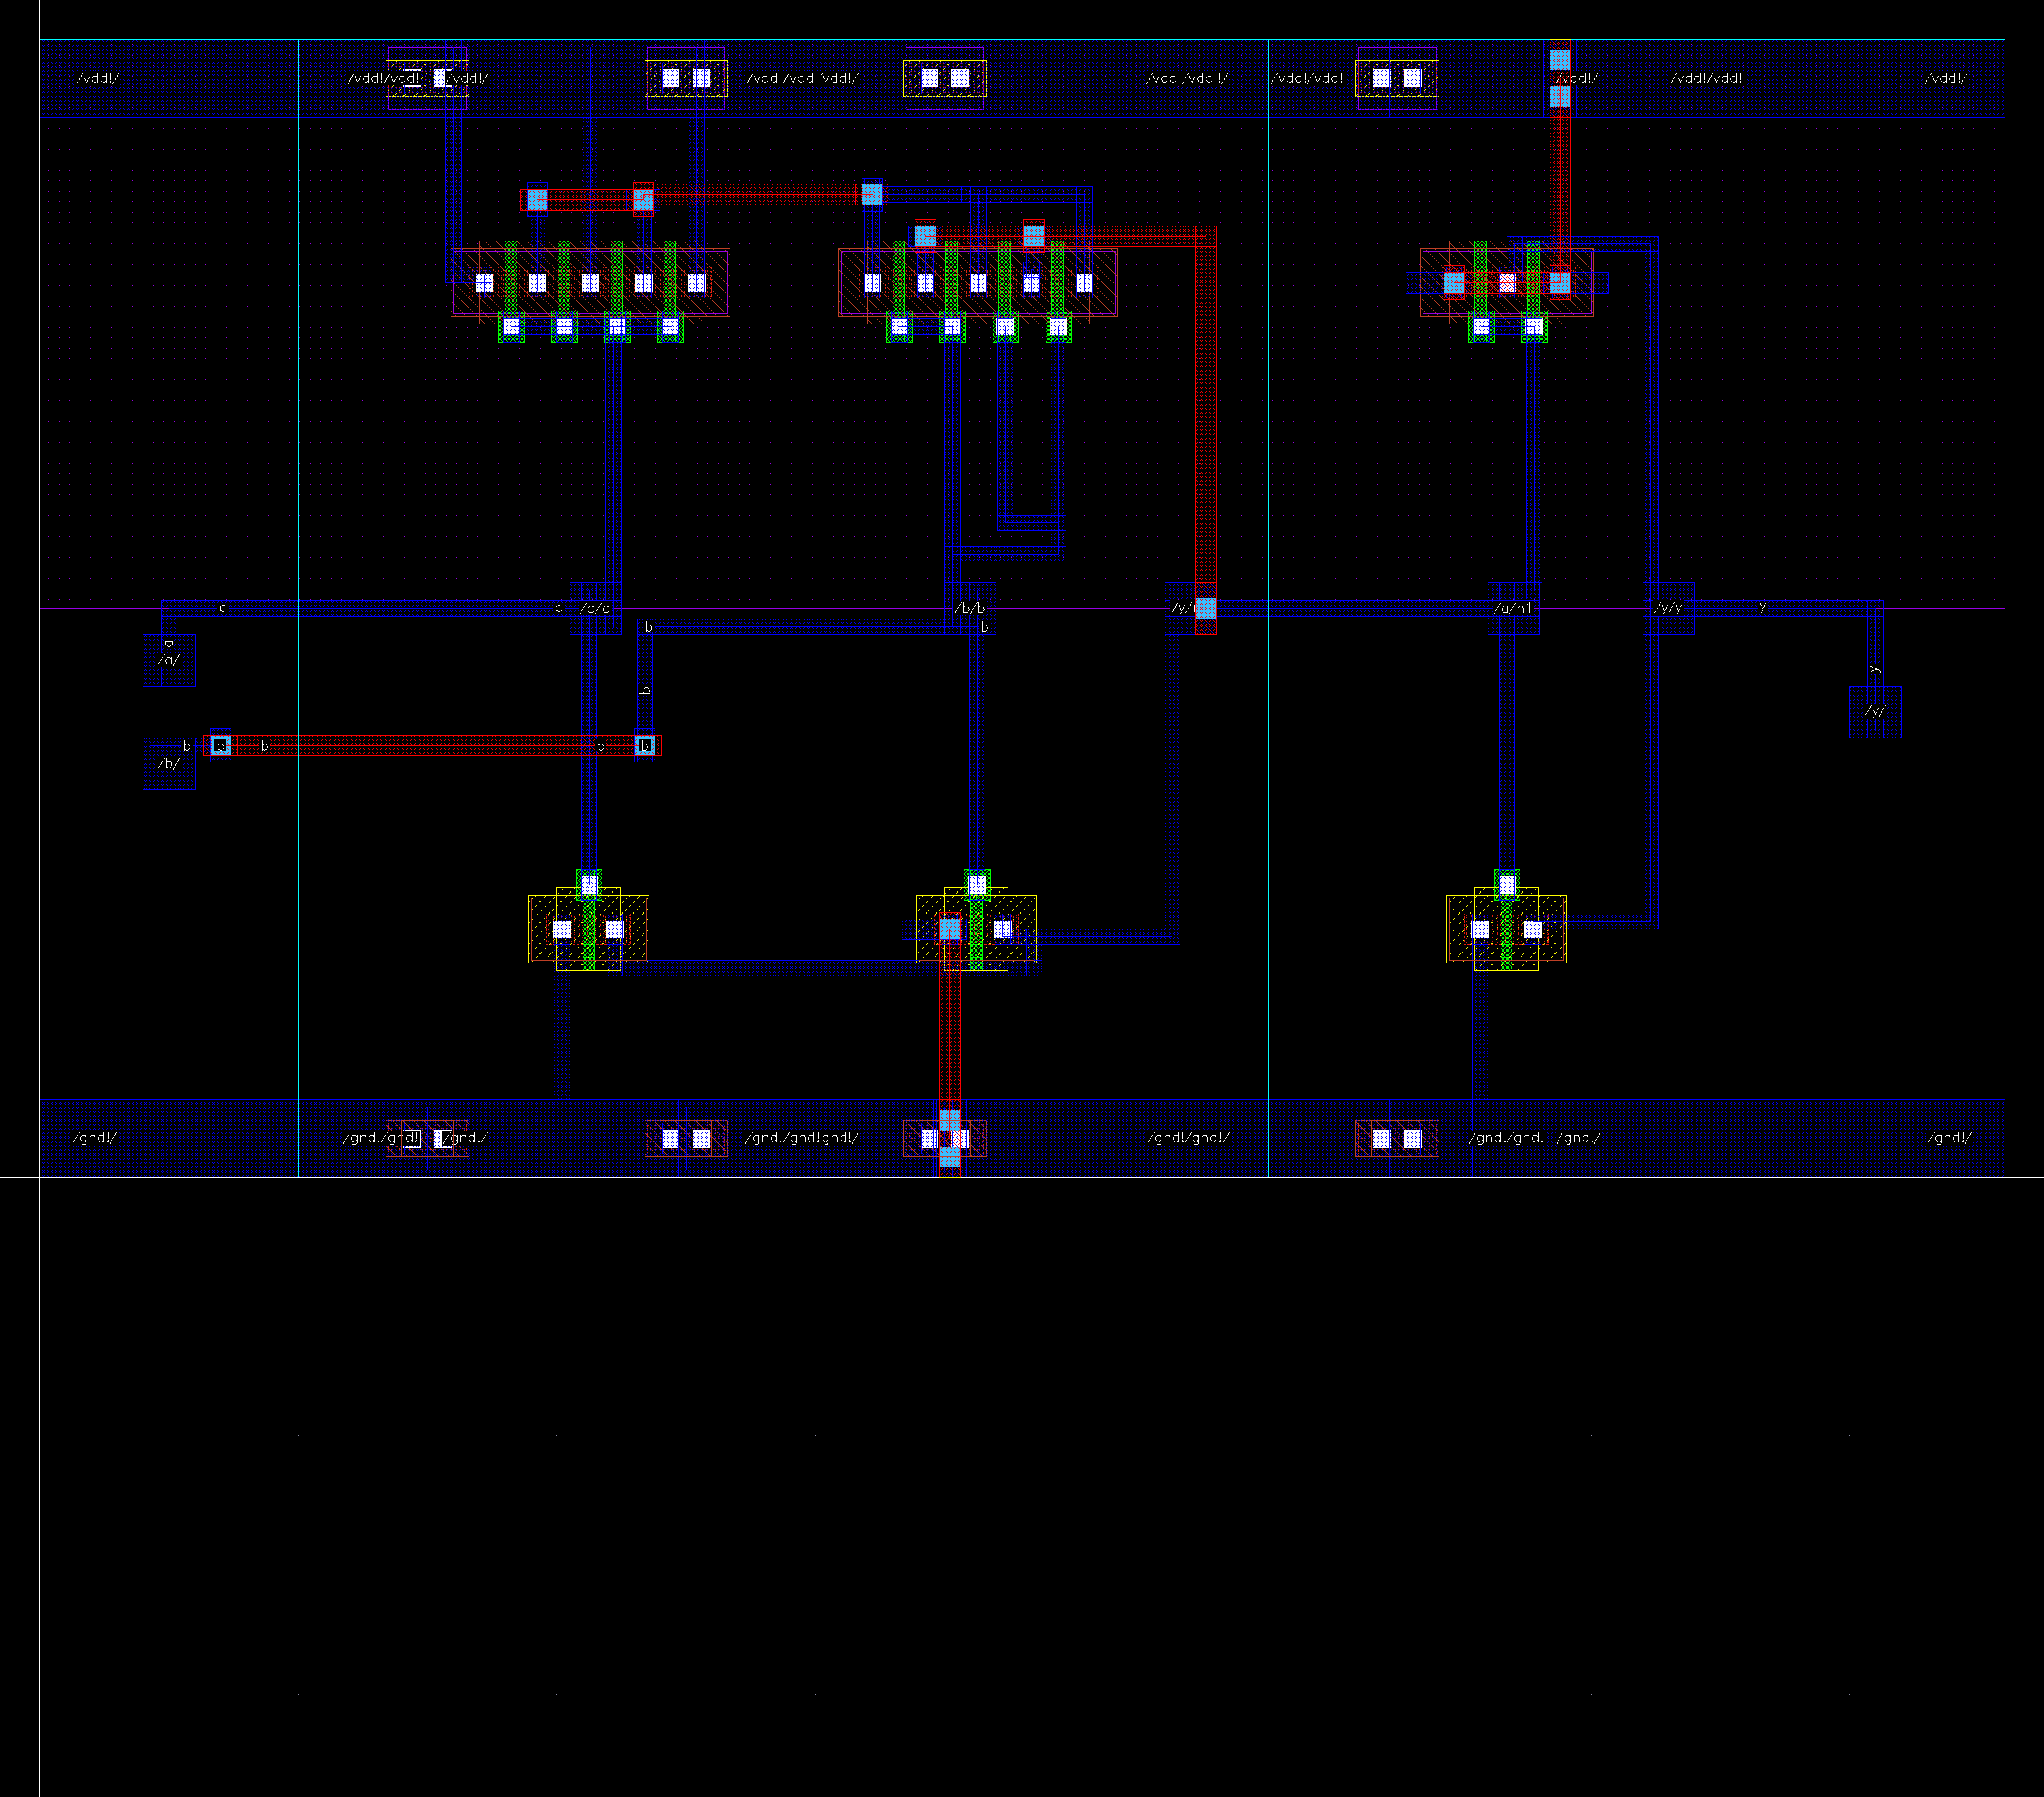 /vdd!/ /vdd!/vdd! /vdd!/ /vdd!/vdd!'vdd!/ /vdd!/vdd!!/ /vdd!/vdd! /vdd!/ /vdd!/vdd! /vdd!/
a a /a/a /b/b /y/ /a/n1 /y/y y
b b
a
/a/
y
b
/y/
b b b b b
/b/
/gnd!/ /gnd!/gnd! /gnd!/ /gnd!/gnd!gnd!/ /gnd!/gnd!/ /gnd!/gnd! /gnd!/ /gnd!/